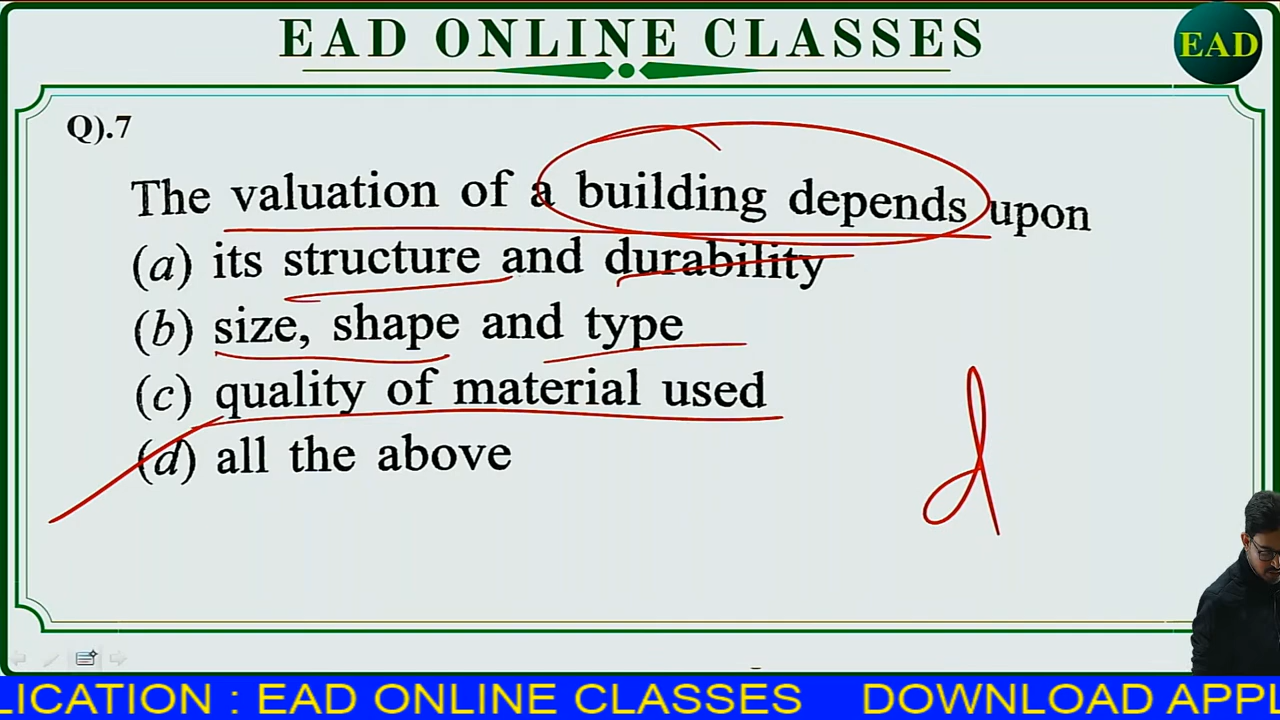 EAD ONLINE CLASSES
EAD
Q).7
The valuation of a building depends upon
(a) its structure and durability
(b) size, shape and type
(c) quality of material used
(d) all the above
d
LICATION : EAD ONLINE CLASSES DOWNLOAD APPL